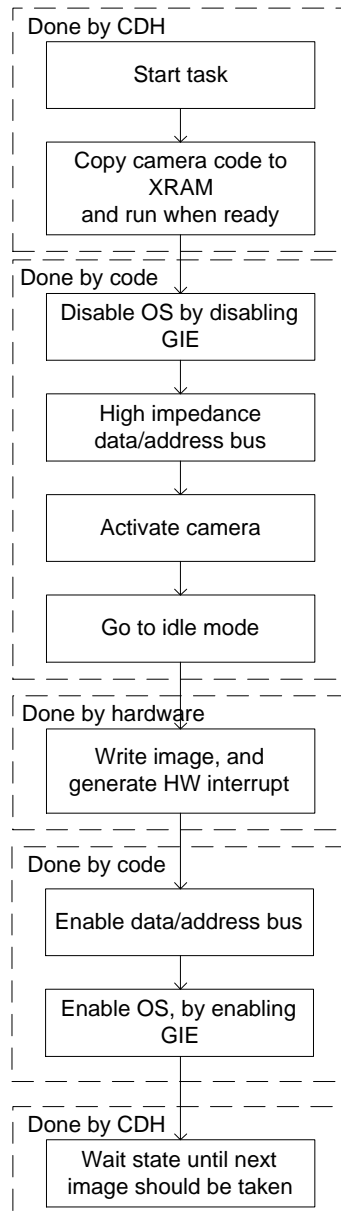 Done by CDH
Start task
Copy camera code to
XRAM
and run when ready
Done by code
Disable OS by disabling
GIE
High impedance
data/address bus
Activate camera
Go to idle mode
Done by hardware
Write image, and
generate HW interrupt
Done by code
Enable data/address bus
Enable OS, by enabling
GIE
Done by CDH
Wait state until next
image should be taken